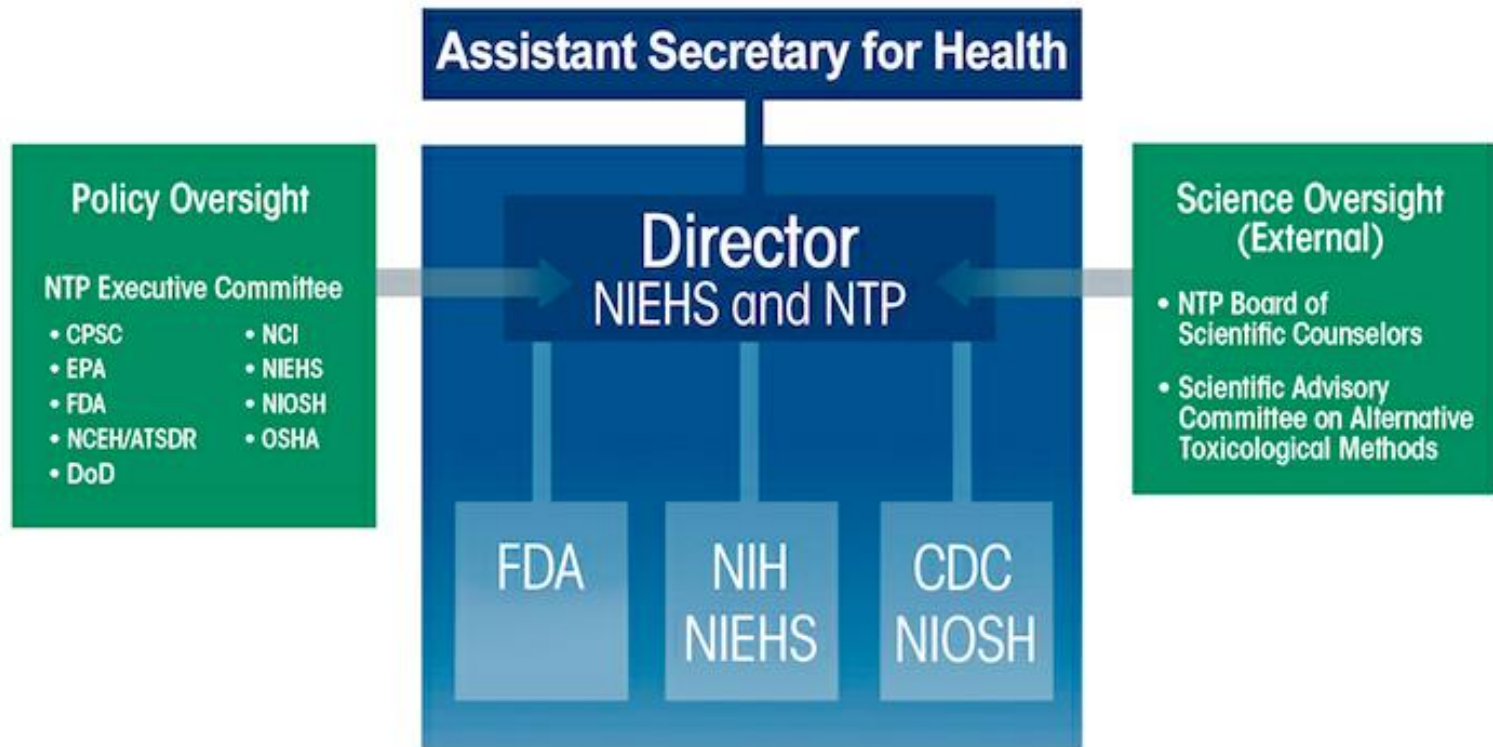 Assistant Secretary for Health
Policy Oversight
NTP Executive Committee
• CPSC
• EPA
• FDA
• NCEH/ATSDR
• DoD
• NCI
• NIEHS
• NIOSH
• OSHA
Director
NIEHS and NTP
FDA
NIH
NIEHS
CDC
NIOSH
Science Oversight
(External)
• NTP Board of
Scientific Counselors
• Scientific Advisory
Committee on Alternative
Toxicological Methods